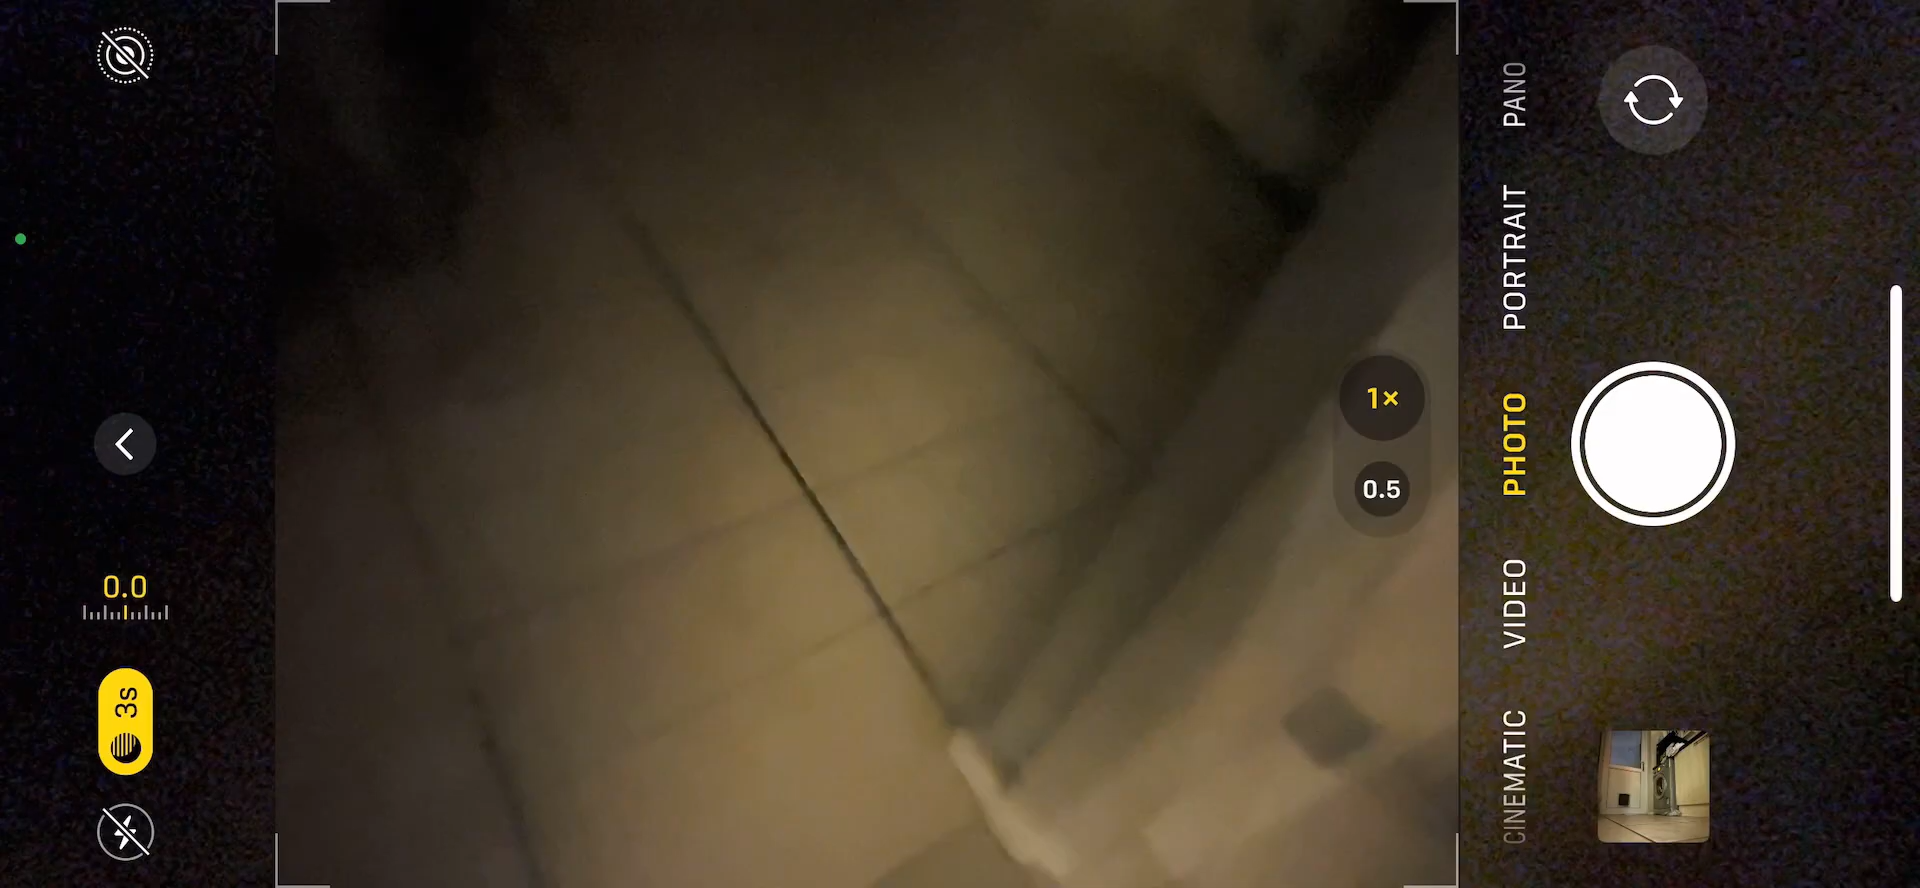 0.0
3s
1×
0.5
PANO
PORTRAIT
PHOTO
VIDEO
CINEMATIC